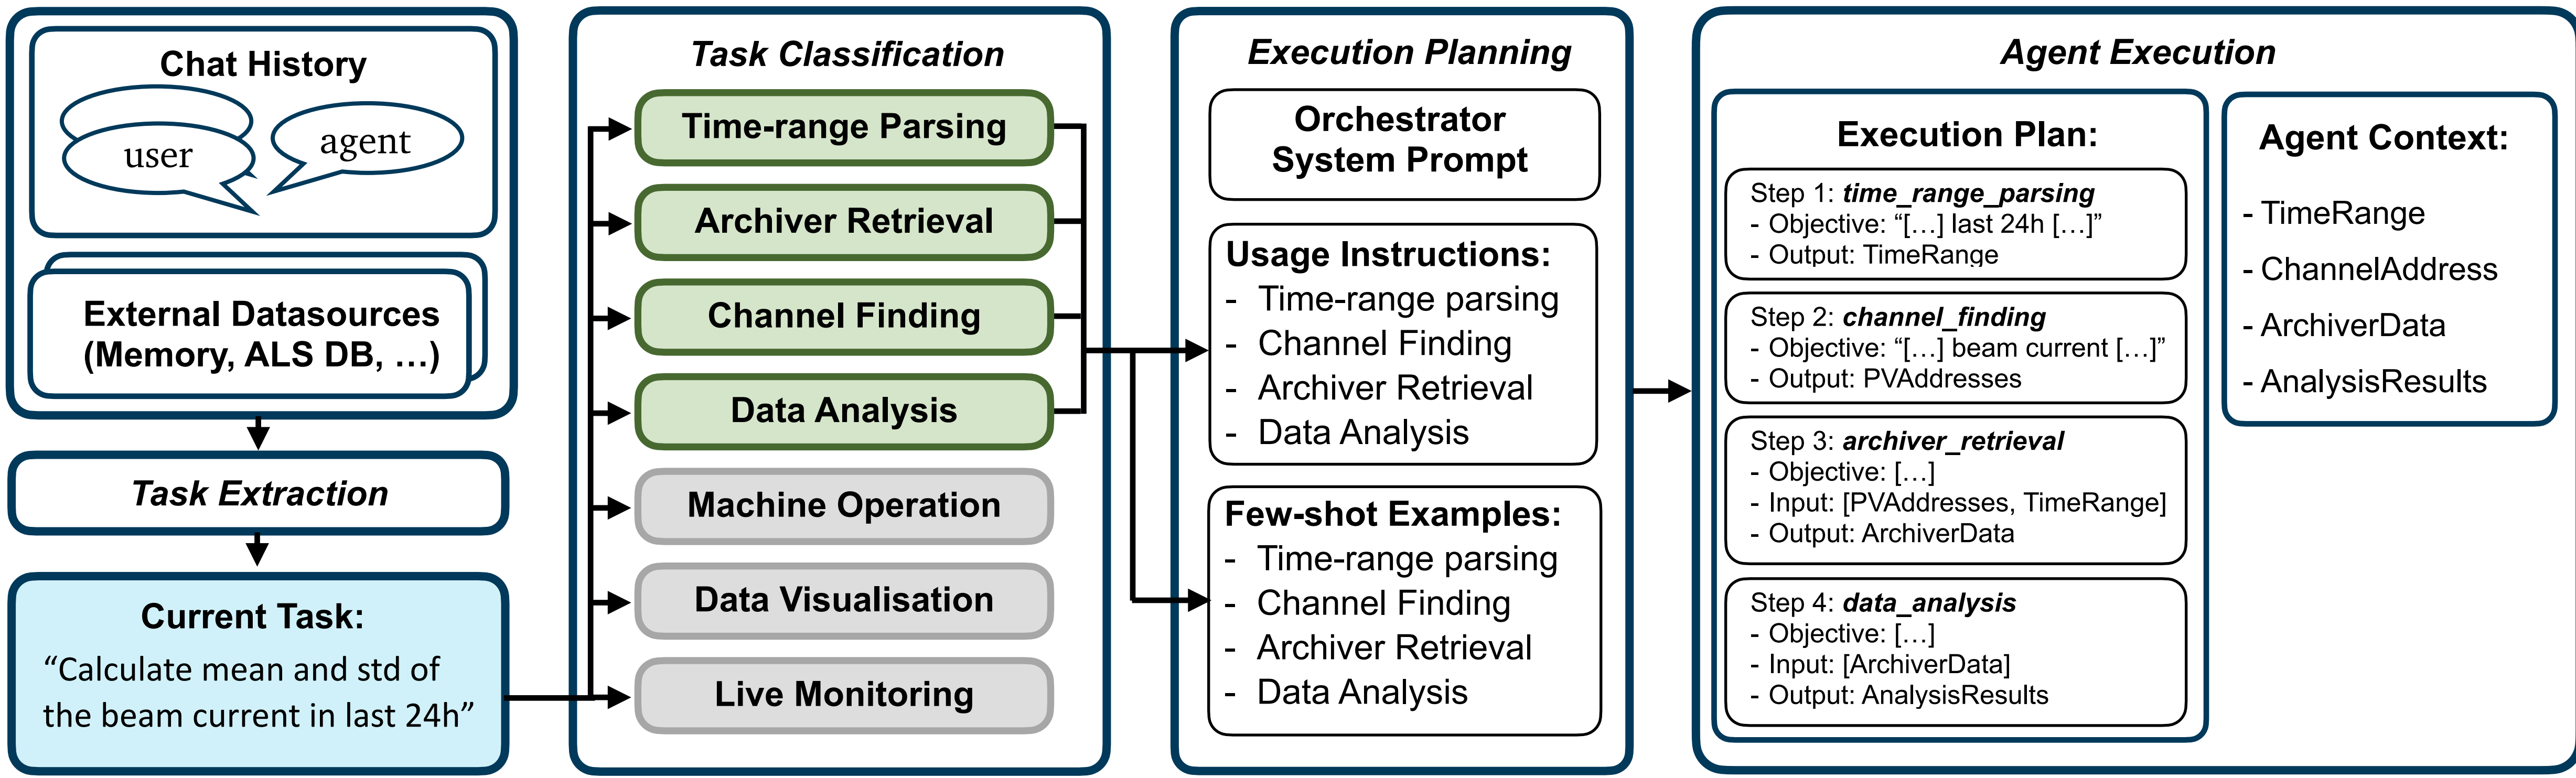 Chat History
user
agent
External Datasources
(Memory, ALS DB, …)
Task Extraction
Current Task:
“Calculate mean and std of
the beam current in last 24h”
Task Classification
Time-range Parsing
Archiver Retrieval
Channel Finding
Data Analysis
Machine Operation
Data Visualisation
Live Monitoring
Execution Planning
Orchestrator
System Prompt
Usage Instructions:
- Time-range parsing
- Channel Finding
- Archiver Retrieval
- Data Analysis
Few-shot Examples:
- Time-range parsing
- Channel Finding
- Archiver Retrieval
- Data Analysis
Agent Execution
Execution Plan:
Step 1: time_range_parsing
- Objective: “[…] last 24h […]”
- Output: TimeRange
Step 2: channel_finding
- Objective: “[…] beam current […]”
- Output: PVAddresses
Step 3: archiver_retrieval
- Objective: […]
- Input: [PVAddresses, TimeRange]
- Output: ArchiverData
Step 4: data_analysis
- Objective: […]
- Input: [ArchiverData]
- Output: AnalysisResults
Agent Context:
- TimeRange
- ChannelAddress
- ArchiverData
- AnalysisResults